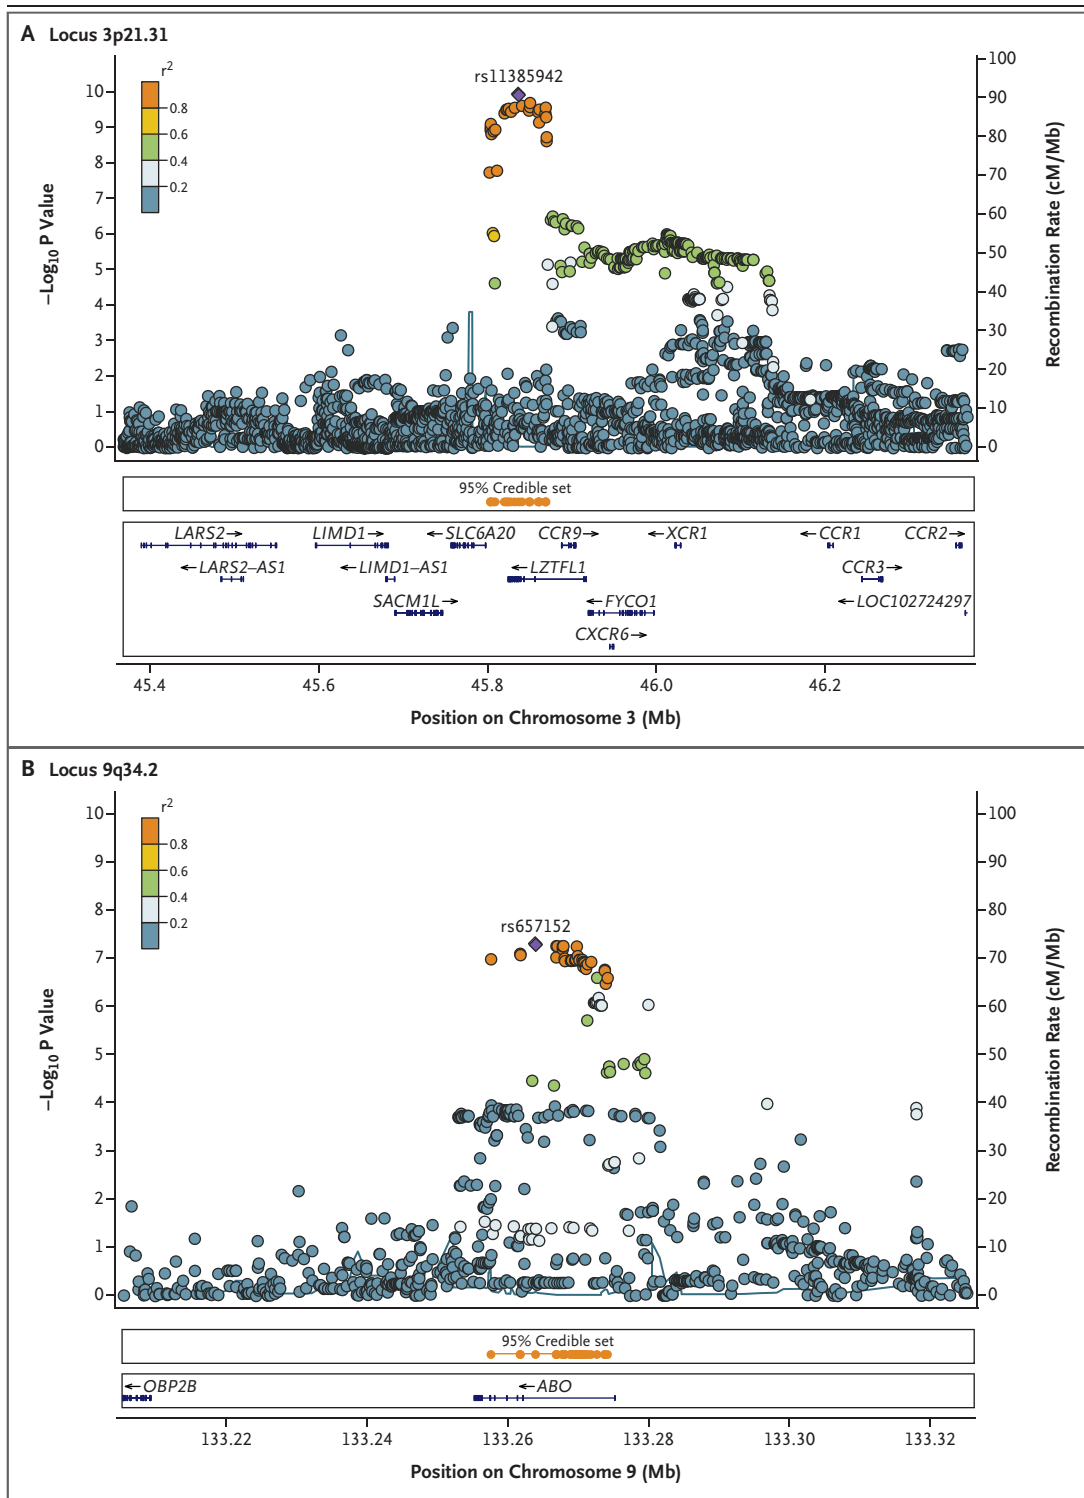 A Locus 3p21.31
rs11385942
r2
0.8
0.6
0.4
0.2
10
9
8
7
6
5
4
3
2
1
0
−Log10 P Value
100
90
80
70
60
50
40
30
20
10
0
Recombination Rate (cM/Mb)
95% Credible set
LARS2→ LIMD1→ ←SLC6A20 CCR9→ ←XCR1 ←CCR1 CCR2→
←LARS2–AS1 ←LIMD1–AS1 ←LZTFL1 CCR3→
SACM1L→ ←FYCO1 ←LOC102724297
CXCR6→
45.4 45.6 45.8 46.0 46.2
Position on Chromosome 3 (Mb)
B Locus 9q34.2
rs657152
r2
0.8
0.6
0.4
0.2
10
9
8
7
6
5
4
3
2
1
0
−Log10 P Value
100
90
80
70
60
50
40
30
20
10
0
Recombination Rate (cM/Mb)
95% Credible set
←OBP2B ←ABO
133.22 133.24 133.26 133.28 133.30 133.32
Position on Chromosome 9 (Mb)